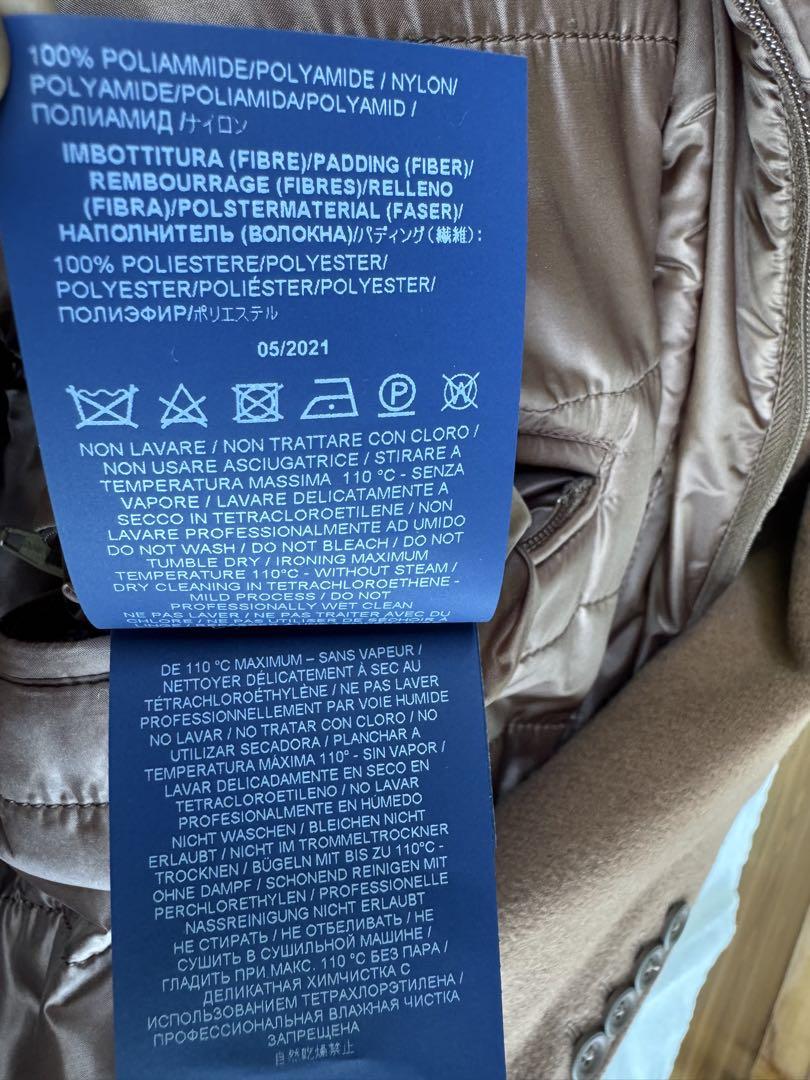 100% POLIAMMIDE/POLYAMIDE / NYLON/
POLYAMIDE/POLIAMIDA/POLYAMID /
ПОЛИАМИД /ナイロン
IMBOTTITURA (FIBRE)/PADDING (FIBER)/
REMBOURRAGE (FIBRES)/RELLENO
(FIBRA)/POLSTERMATERIAL (FASER)/
НАПОЛНИТЕЛЬ (ВОЛОКНА)/パディング(繊維):
100% POLIESTERE/POLYESTER/
POLYESTER/POLIÉSTER/POLYESTER/
ПОЛИЭФИР/ポリエステル
05/2021
P W
NON LAVARE / NON TRATTARE CON CLORO /
NON USARE ASCIUGATRICE / STIRARE A
TEMPERATURA MASSIMA 110 °C - SENZA
VAPORE / LAVARE DELICATAMENTE A
SECCO IN TETRACLOROETILENE / NON
LAVARE PROFESSIONALMENTE AD UMIDO
DO NOT WASH / DO NOT BLEACH / DO NOT
TUMBLE DRY / IRONING MAXIMUM
TEMPERATURE 110°C - WITHOUT STEAM /
DRY CLEANING IN TETRACHLOROETHENE -
MILD PROCESS / DO NOT
PROFESSIONALLY WET CLEAN
NE PAS LAVER / NE PAS TRAITER AVEC DU
CHLORE / NE PAS UTILISER DE SÉCHOIR À
DE 110 °C MAXIMUM – SANS VAPEUR /
NETTOYER DÉLICATEMENT À SEC AU
TÉTRACHLOROÉTHYLÈNE / NE PAS LAVER
PROFESSIONNELLEMENT PAR VOIE HUMIDE
NO LAVAR / NO TRATAR CON CLORO / NO
UTILIZAR SECADORA / PLANCHAR A
TEMPERATURA MÁXIMA 110° - SIN VAPOR /
LAVAR DELICADAMENTE EN SECO EN
TETRACLOROETILENO / NO LAVAR
PROFESIONALMENTE EN HÚMEDO
NICHT WASCHEN / BLEICHEN NICHT
ERLAUBT / NICHT IM TROMMELTROCKNER
TROCKNEN / BÜGELN MIT BIS ZU 110°C -
OHNE DAMPF / SCHONEND REINIGEN MIT
PERCHLORETHYLEN / PROFESSIONELLE
NASSREINIGUNG NICHT ERLAUBT
НЕ СТИРАТЬ / НЕ ОТБЕЛИВАТЬ / НЕ
СУШИТЬ В СУШИЛЬНОЙ МАШИНЕ /
ГЛАДИТЬ ПРИ МАКС. 110 °C БЕЗ ПАРА /
ДЕЛИКАТНАЯ ХИМЧИСТКА С
ИСПОЛЬЗОВАНИЕМ ТЕТРАХЛОРЭТИЛЕНА /
ПРОФЕССИОНАЛЬНАЯ ВЛАЖНАЯ ЧИСТКА
ЗАПРЕЩЕНА